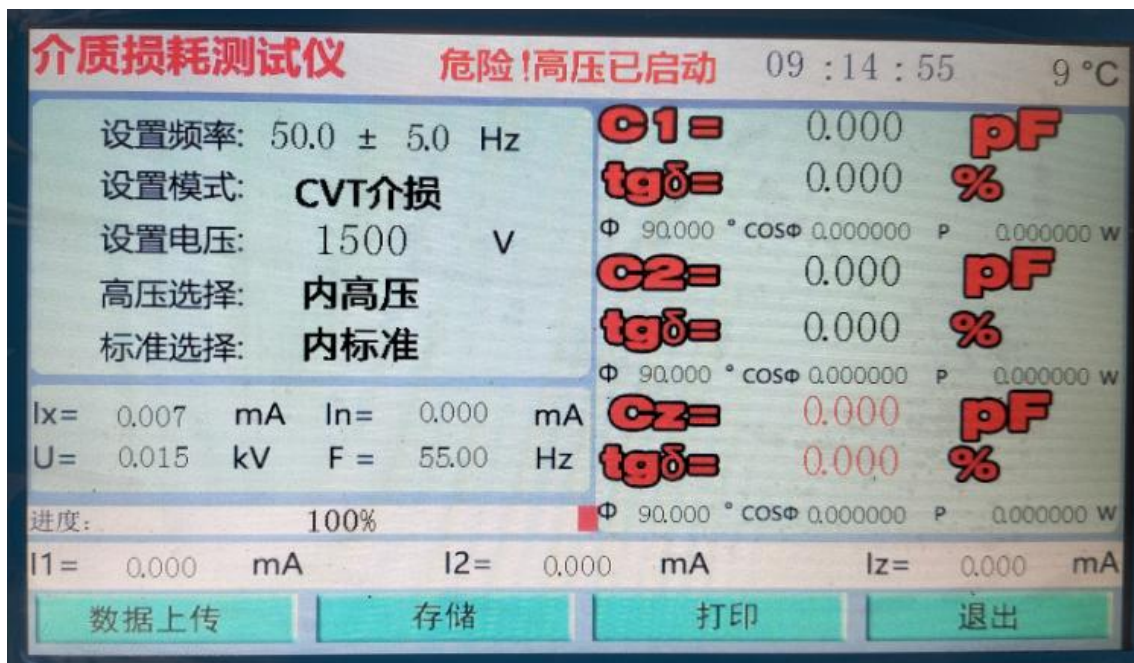 介质损耗测试仪 危险!高压已启动 09:14:55 9 °C
设置频率: 50.0 ± 5.0 Hz
设置模式: CVT介损
设置电压: 1500 V
高压选择: 内高压
标准选择: 内标准
Ix= 0.007 mA In= 0.000 mA
U= 0.015 kV F = 55.00 Hz
进度: 100%
C1= 0.000 pF
tgδ= 0.000 %
Φ 90.000 ° COSΦ 0.000000 P 0.000000 W
C2= 0.000 pF
tgδ= 0.000 %
Φ 90.000 ° COSΦ 0.000000 P 0.000000 W
Cz= 0.000 pF
tgδ= 0.000 %
Φ 90.000 ° COSΦ 0.000000 P 0.000000 W
I1= 0.000 mA I2= 0.000 mA Iz= 0.000 mA
数据上传 存储 打印 退出